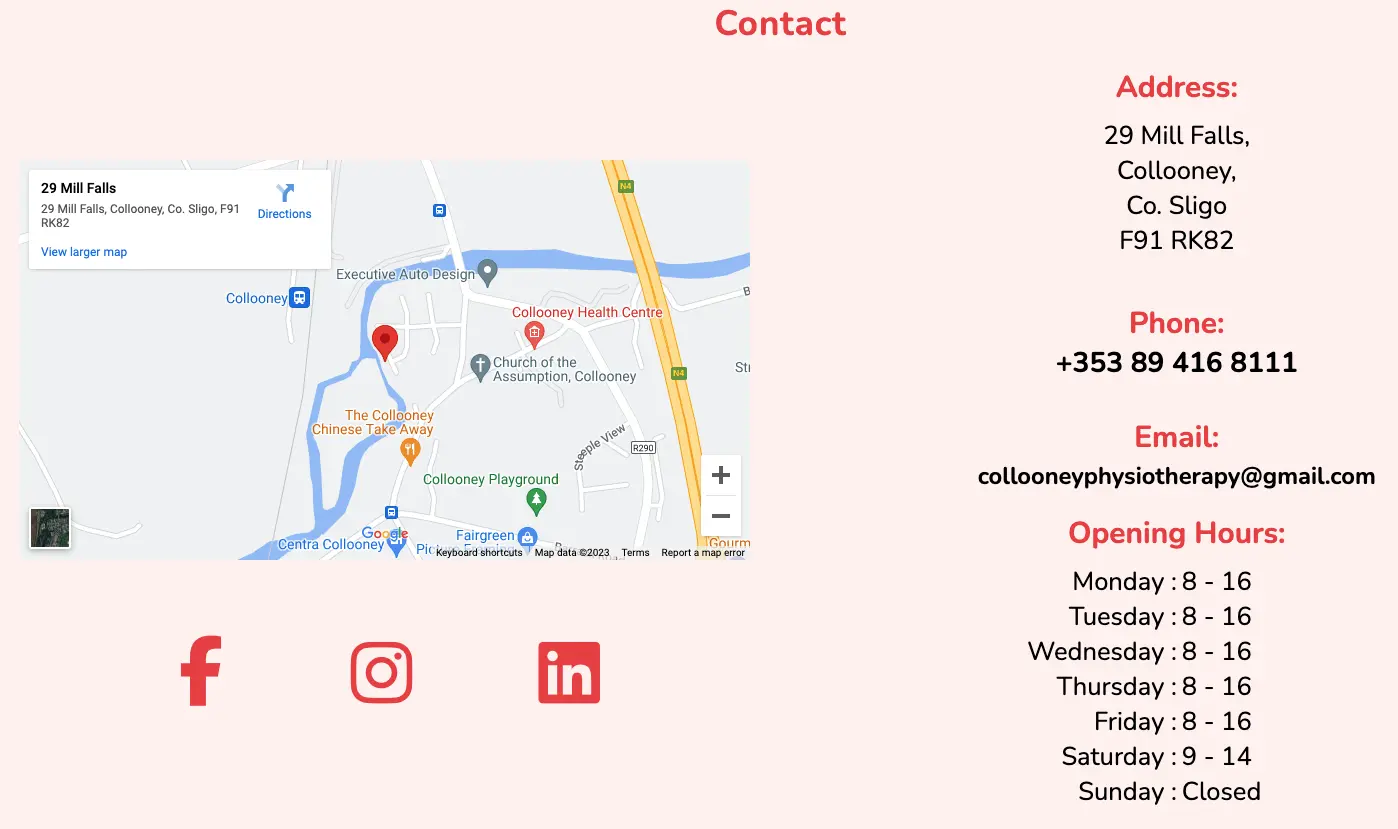 Contact
29 Mill Falls
29 Mill Falls, Collooney, Co. Sligo, F91
RK82
Directions
View larger map
N4
Executive Auto Design
Collooney
Collooney Health Centre
Church of the
Assumption, Collooney
N4
The Collooney
Chinese Take Away
Steeple View
R290
Collooney Playground
Google
Centra Collooney
Fairgreen
Keyboard shortcuts
Map data ©2023
Terms
Report a map error
Address:
29 Mill Falls,
Collooney,
Co. Sligo
F91 RK82
Phone:
+353 89 416 8111
Email:
collooneyphysiotherapy@gmail.com
Opening Hours:
Monday : 8 - 16
Tuesday : 8 - 16
Wednesday : 8 - 16
Thursday : 8 - 16
Friday : 8 - 16
Saturday : 9 - 14
Sunday : Closed